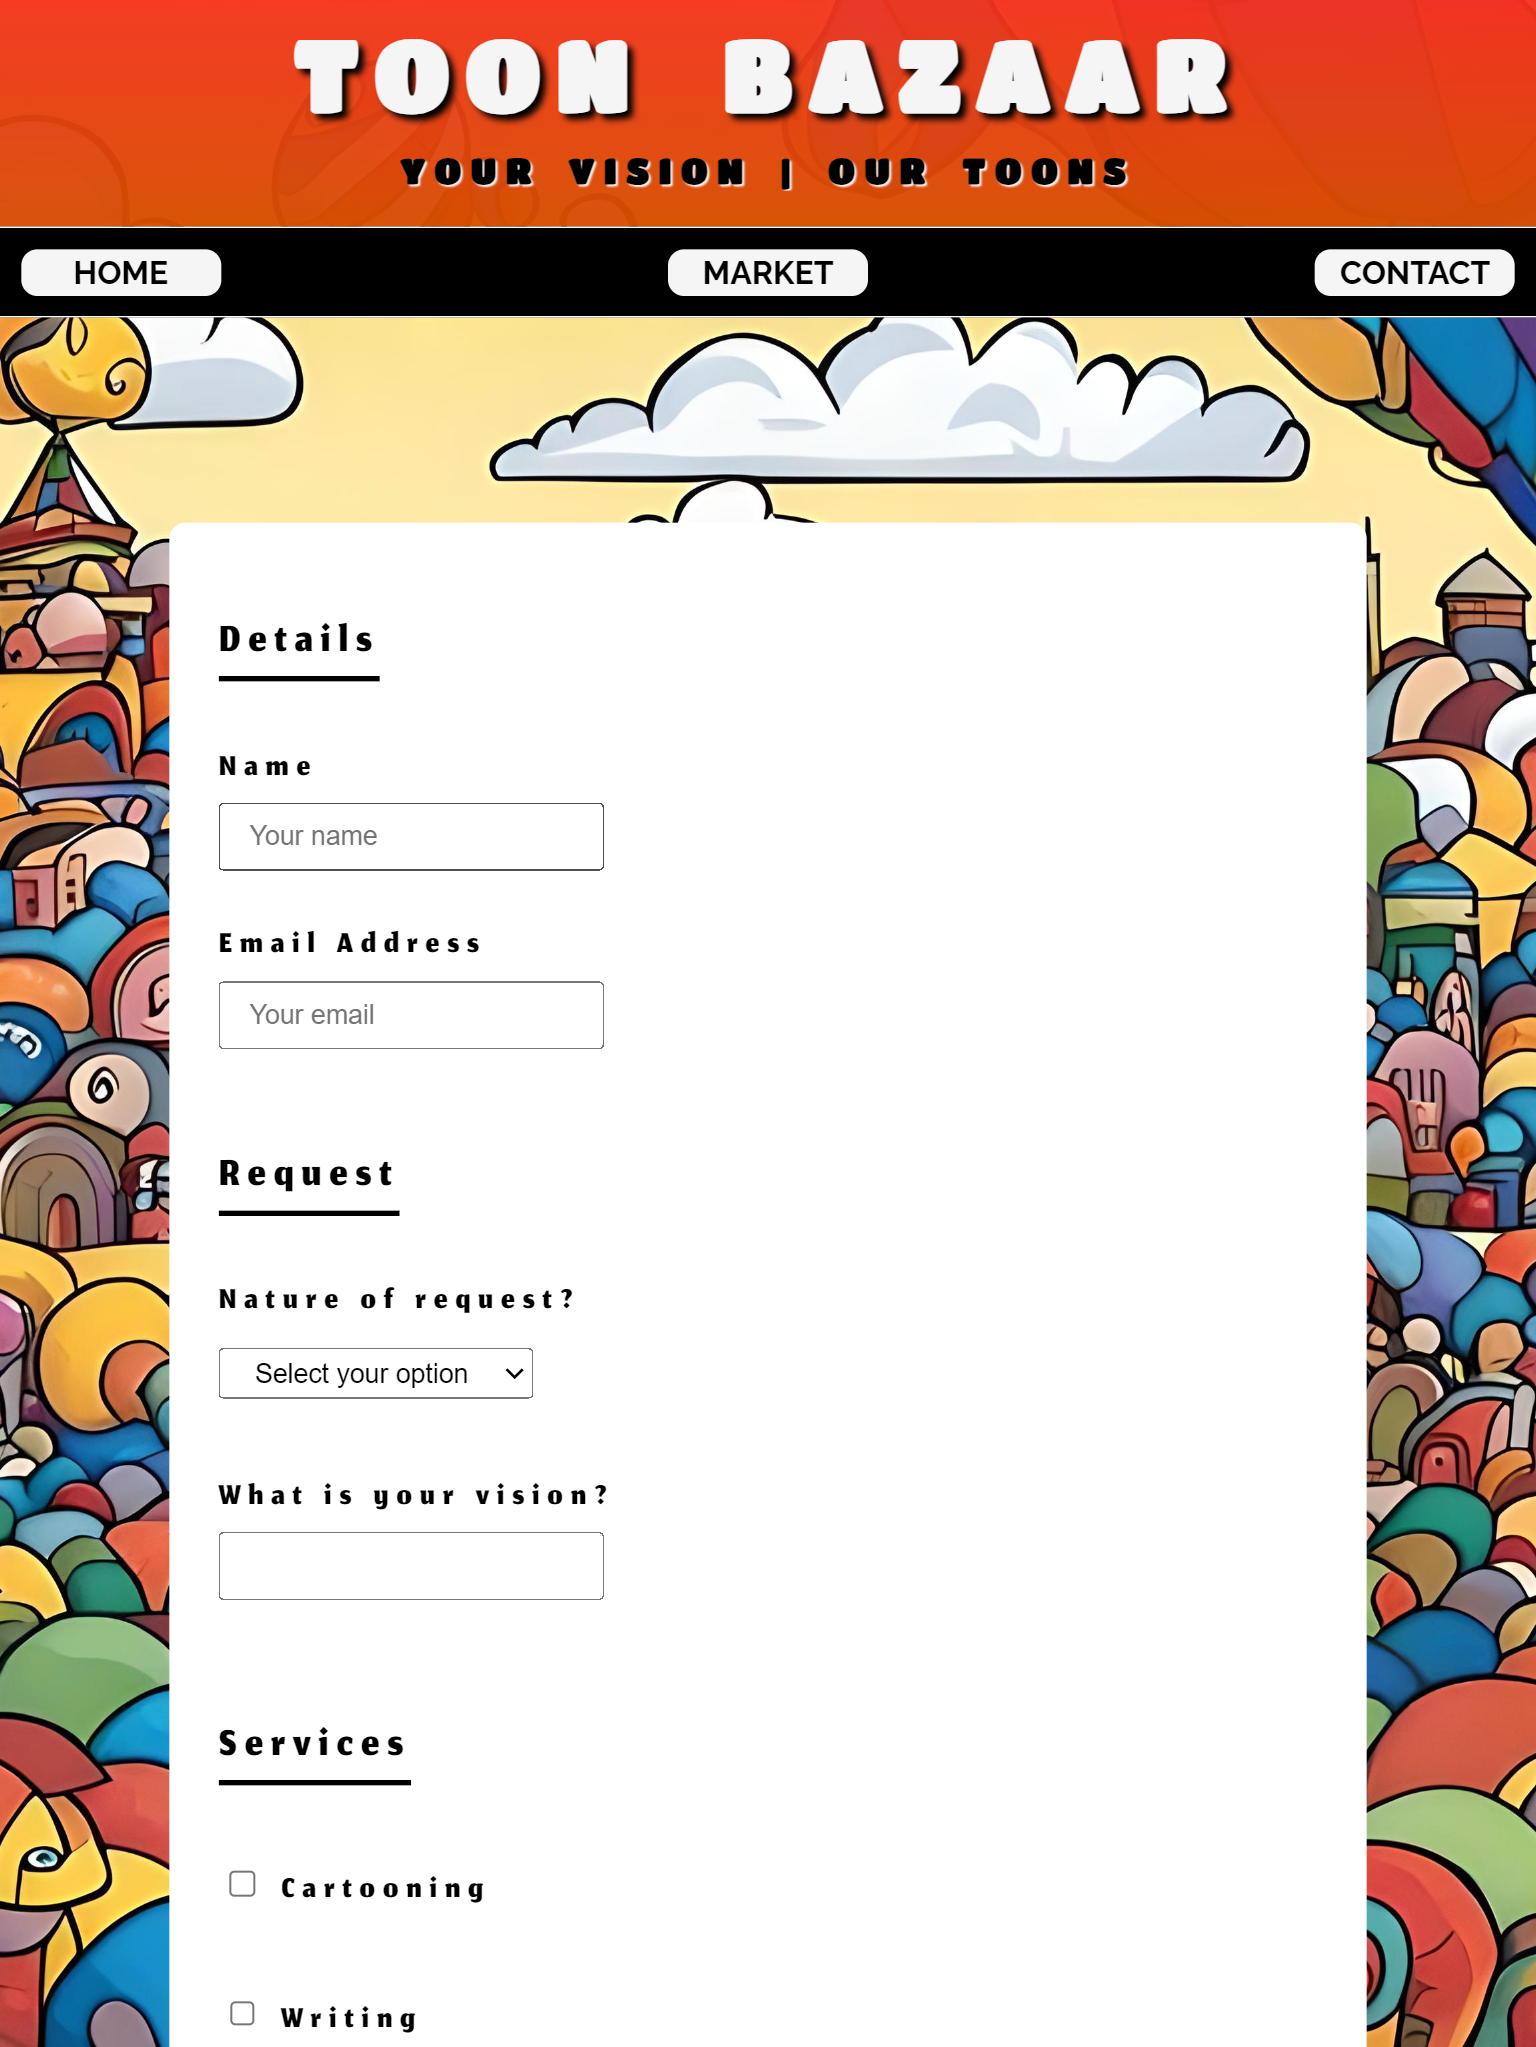 TOON BAZAAR
YOUR VISION | OUR TOONS
HOME
MARKET
CONTACT
Details
Name
Your name
Email Address
Your email
Request
Nature of request?
Select your option
What is your vision?
Services
Cartooning
Writing